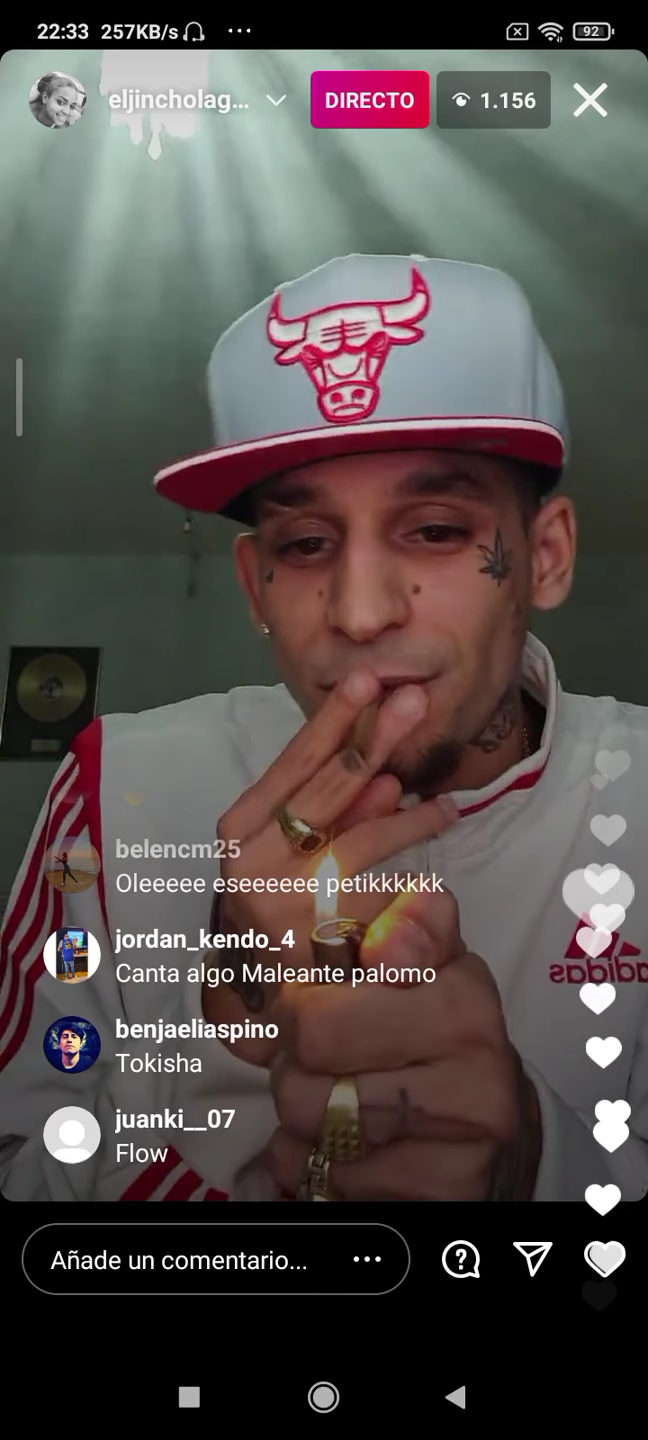 22:33 257KB/s ... 92
eljincholag... DIRECTO 1.156
belencm25
Oleeeee eseeeeee petikkkkkk
jordan_kendo_4
Canta algo Maleante palomo
adidas
benjaeliaspino
Tokisha
juanki__07
Flow
Añade un comentario...